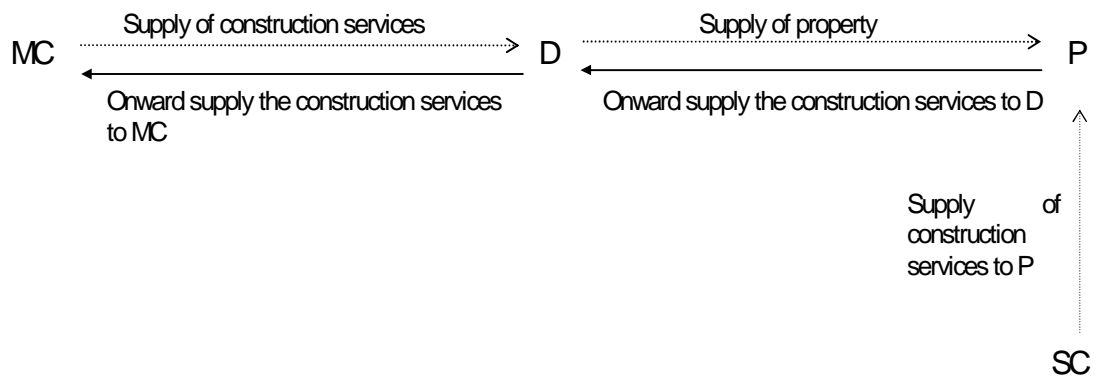 Supply of construction services
Supply of property
MC
D
P
Onward supply the construction services
to MC
Onward supply the construction services to D
Supply of
construction
services to P
SC